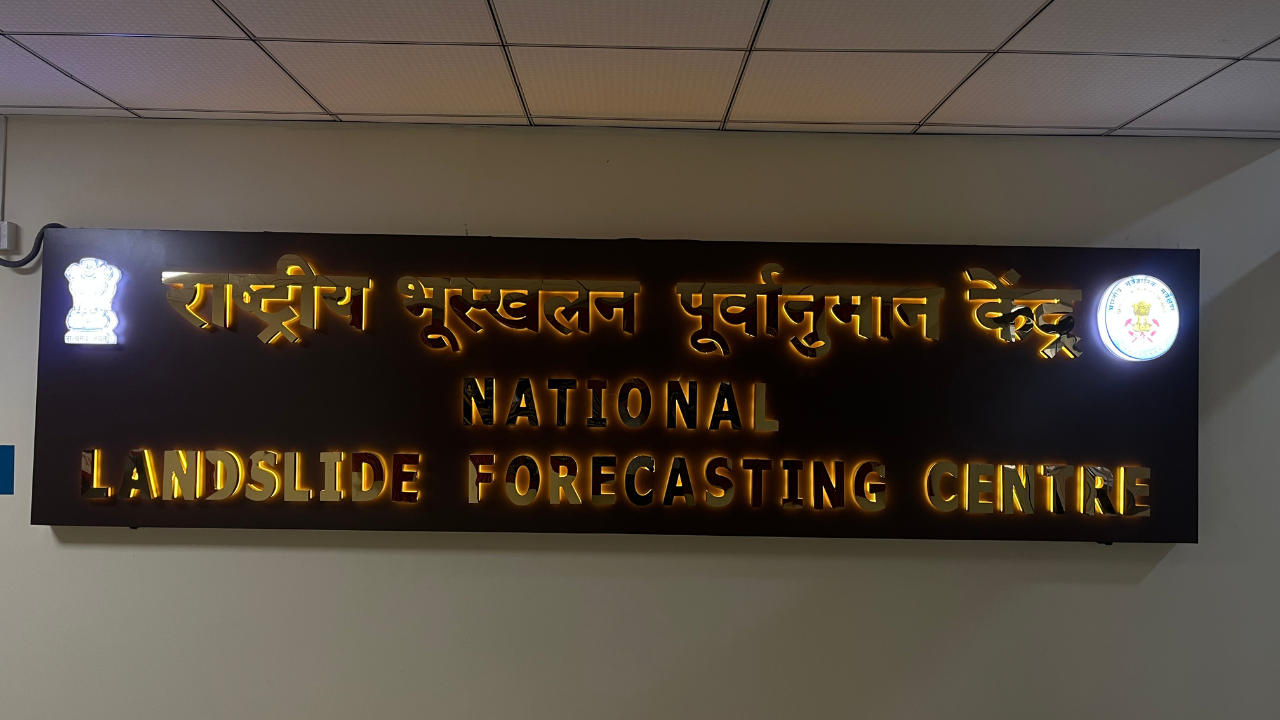 राष्ट्रीय भूस्खलन पूर्वानुमान केंद्र
NATIONAL
LANDSLIDE FORECASTING CENTRE